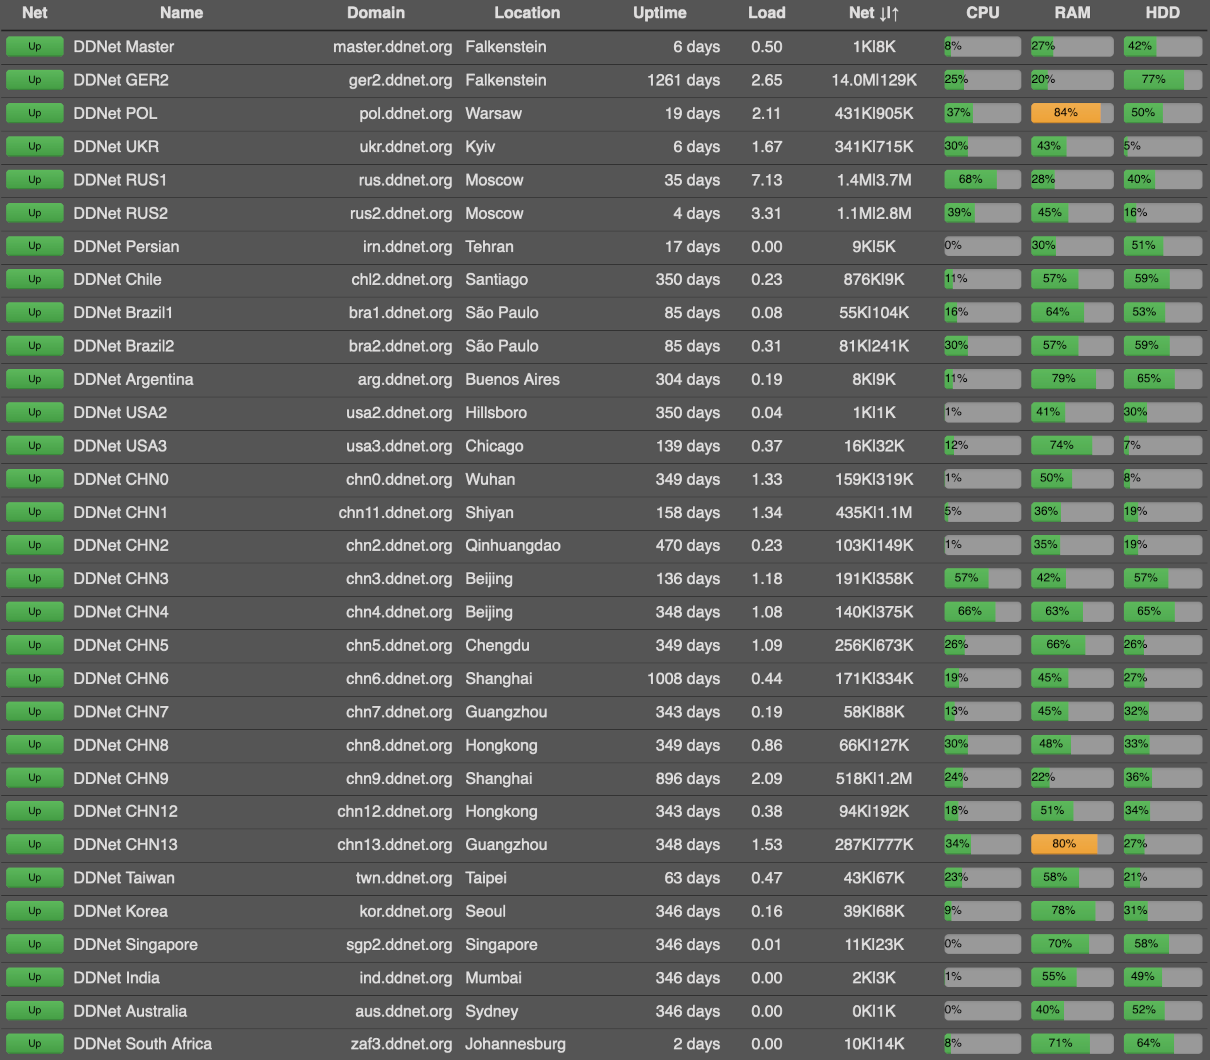 Net Name Domain Location Uptime Load Net ↓|↑ CPU RAM HDD
Up DDNet Master master.ddnet.org Falkenstein 6 days 0.50 1K|8K 8% 27% 42%
Up DDNet GER2 ger2.ddnet.org Falkenstein 1261 days 2.65 14.0M|129K 25% 20% 77%
Up DDNet POL pol.ddnet.org Warsaw 19 days 2.11 431K|905K 37% 84% 50%
Up DDNet UKR ukr.ddnet.org Kyiv 6 days 1.67 341K|715K 30% 43% 5%
Up DDNet RUS1 rus.ddnet.org Moscow 35 days 7.13 1.4M|3.7M 68% 28% 40%
Up DDNet RUS2 rus2.ddnet.org Moscow 4 days 3.31 1.1M|2.8M 39% 45% 16%
Up DDNet Persian irn.ddnet.org Tehran 17 days 0.00 9K|5K 0% 30% 51%
Up DDNet Chile chl2.ddnet.org Santiago 350 days 0.23 876K|9K 11% 57% 59%
Up DDNet Brazil1 bra1.ddnet.org São Paulo 85 days 0.08 55K|104K 16% 64% 53%
Up DDNet Brazil2 bra2.ddnet.org São Paulo 85 days 0.31 81K|241K 30% 57% 59%
Up DDNet Argentina arg.ddnet.org Buenos Aires 304 days 0.19 8K|9K 11% 79% 65%
Up DDNet USA2 usa2.ddnet.org Hillsboro 350 days 0.04 1K|1K 1% 41% 30%
Up DDNet USA3 usa3.ddnet.org Chicago 139 days 0.37 16K|32K 12% 74% 7%
Up DDNet CHN0 chn0.ddnet.org Wuhan 349 days 1.33 159K|319K 1% 50% 8%
Up DDNet CHN1 chn11.ddnet.org Shiyan 158 days 1.34 435K|1.1M 5% 36% 19%
Up DDNet CHN2 chn2.ddnet.org Qinhuangdao 470 days 0.23 103K|149K 1% 35% 19%
Up DDNet CHN3 chn3.ddnet.org Beijing 136 days 1.18 191K|358K 57% 42% 57%
Up DDNet CHN4 chn4.ddnet.org Beijing 348 days 1.08 140K|375K 66% 63% 65%
Up DDNet CHN5 chn5.ddnet.org Chengdu 349 days 1.09 256K|673K 26% 66% 26%
Up DDNet CHN6 chn6.ddnet.org Shanghai 1008 days 0.44 171K|334K 19% 45% 27%
Up DDNet CHN7 chn7.ddnet.org Guangzhou 343 days 0.19 58K|88K 13% 45% 32%
Up DDNet CHN8 chn8.ddnet.org Hongkong 349 days 0.86 66K|127K 30% 48% 33%
Up DDNet CHN9 chn9.ddnet.org Shanghai 896 days 2.09 518K|1.2M 24% 22% 36%
Up DDNet CHN12 chn12.ddnet.org Hongkong 343 days 0.38 94K|192K 18% 51% 34%
Up DDNet CHN13 chn13.ddnet.org Guangzhou 348 days 1.53 287K|777K 34% 80% 27%
Up DDNet Taiwan twn.ddnet.org Taipei 63 days 0.47 43K|67K 23% 58% 21%
Up DDNet Korea kor.ddnet.org Seoul 346 days 0.16 39K|68K 9% 78% 31%
Up DDNet Singapore sgp2.ddnet.org Singapore 346 days 0.01 11K|23K 0% 70% 58%
Up DDNet India ind.ddnet.org Mumbai 346 days 0.00 2K|3K 1% 55% 49%
Up DDNet Australia aus.ddnet.org Sydney 346 days 0.00 0K|1K 0% 40% 52%
Up DDNet South Africa zaf3.ddnet.org Johannesburg 2 days 0.00 10K|14K 8% 71% 64%